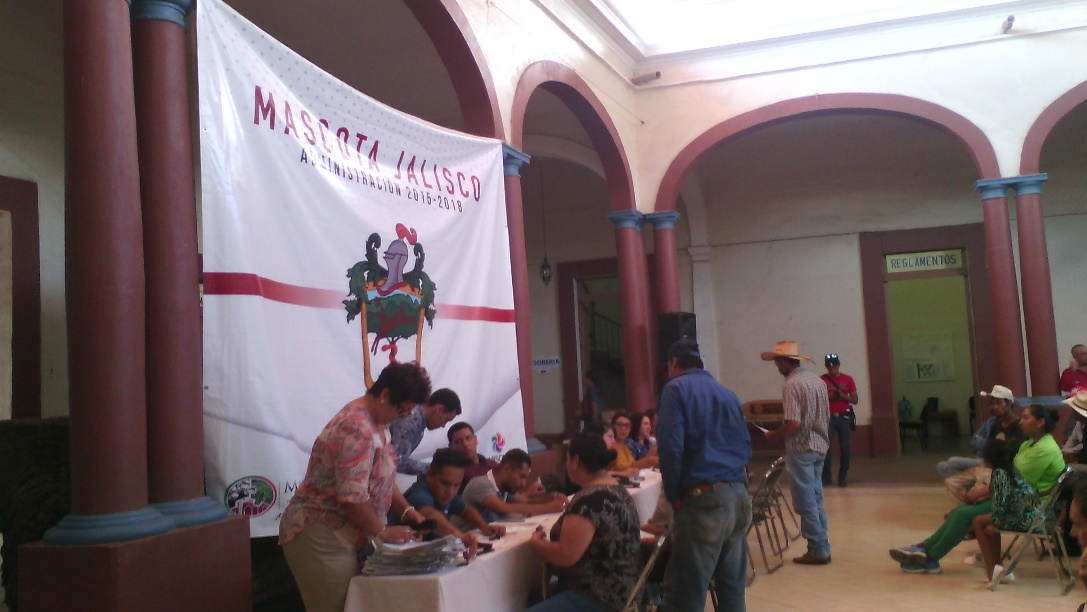 MASCOTA JALISCO
ADMINISTRACIÓN 2015-2018
REGLAMENTOS